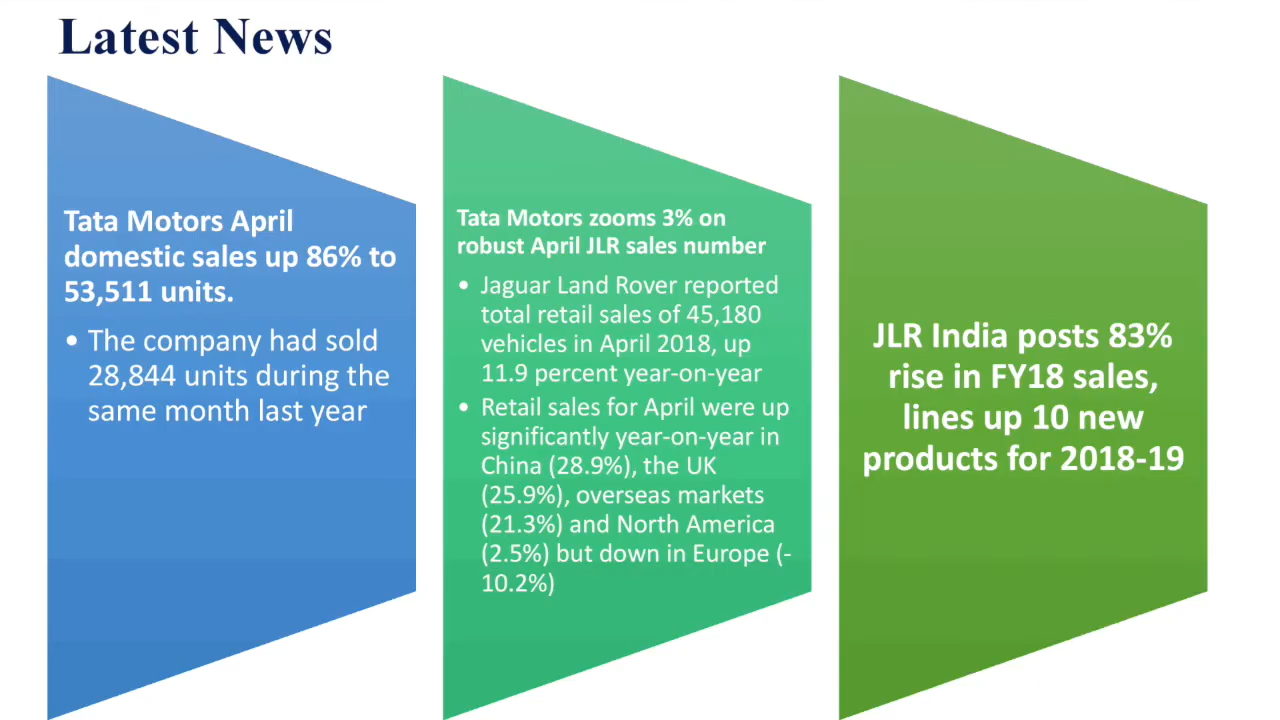 Latest News
Tata Motors April
domestic sales up 86% to
53,511 units.
• The company had sold
28,844 units during the
same month last year
Tata Motors zooms 3% on
robust April JLR sales number
• Jaguar Land Rover reported
total retail sales of 45,180
vehicles in April 2018, up
11.9 percent year-on-year
• Retail sales for April were up
significantly year-on-year in
China (28.9%), the UK
(25.9%), overseas markets
(21.3%) and North America
(2.5%) but down in Europe (-
10.2%)
JLR India posts 83%
rise in FY18 sales,
lines up 10 new
products for 2018-19